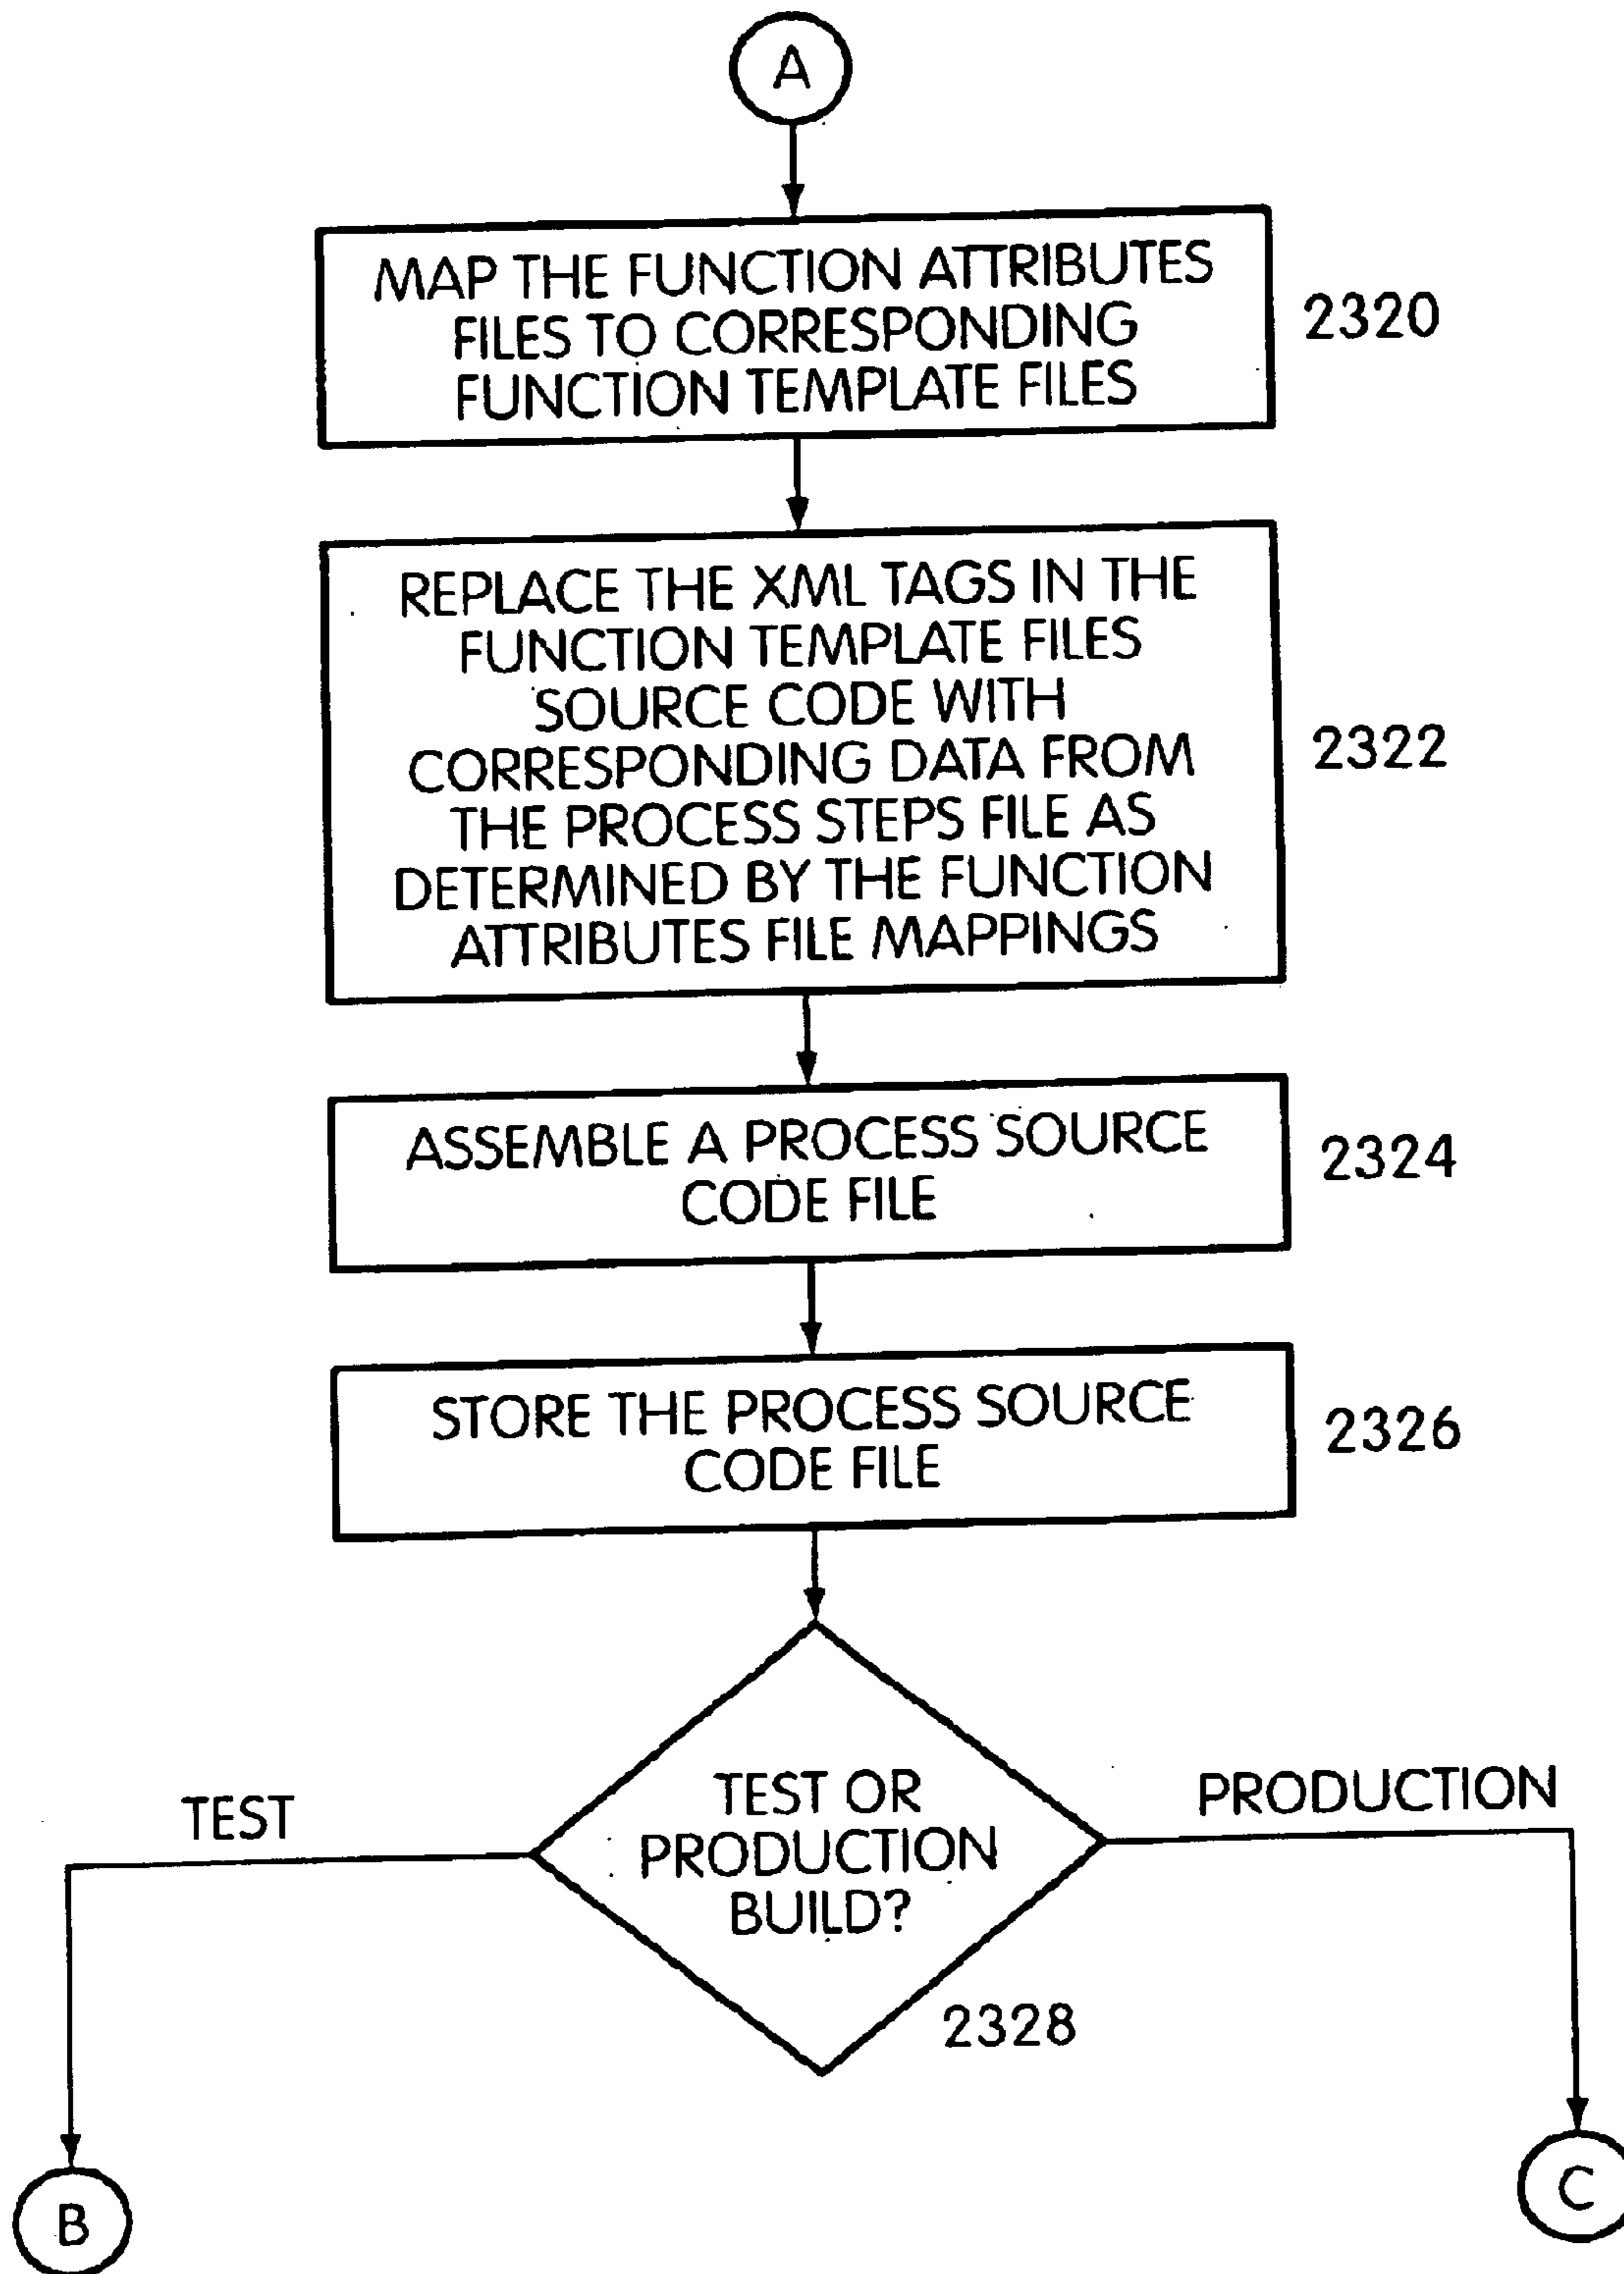 A
MAP THE FUNCTION ATTRIBUTES
FILES TO CORRESPONDING
FUNCTION TEMPLATE FILES
2320
REPLACE THE XML TAGS IN THE
FUNCTION TEMPLATE FILES
SOURCE CODE WITH
CORRESPONDING DATA FROM
THE PROCESS STEPS FILE AS
DETERMINED BY THE FUNCTION
ATTRIBUTES FILE MAPPINGS
2322
ASSEMBLE A PROCESS SOURCE
CODE FILE
2324
STORE THE PROCESS SOURCE
CODE FILE
2326
TEST
TEST OR
PRODUCTION
BUILD?
PRODUCTION
2328
B
C